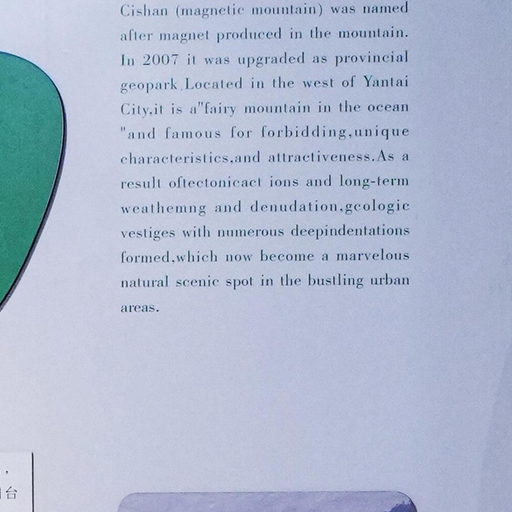 Cishan (magnetic mountain) was named
after magnet produced in the mountain.
In 2007 it was upgraded as provincial
geopark.Located in the west of Yantai
City,it is a"fairy mountain in the ocean
"and famous for forbidding,unique
characteristics,and attractiveness.As a
result oftectonicact ions and long-term
weathemng and denudation,geologic
vestiges with numerous deepindentations
formed,which now become a marvelous
natural scenic spot in the bustling urban
areas.
，
台